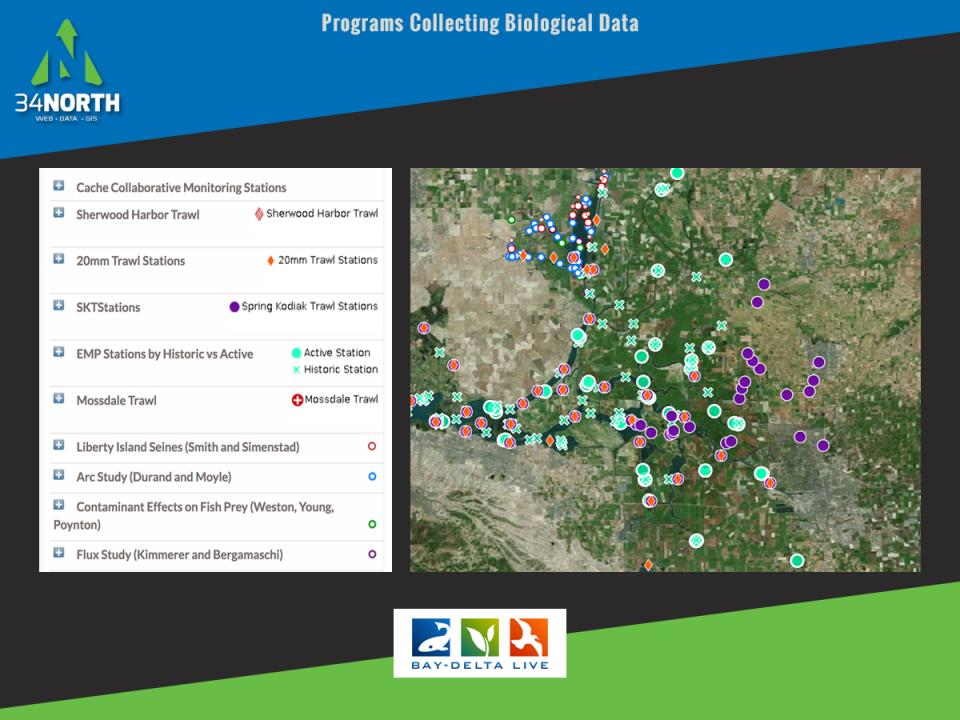 Programs Collecting Biological Data
34NORTH
WEB • DATA • GIS
Cache Collaborative Monitoring Stations
Sherwood Harbor Trawl
Sherwood Harbor Trawl
20mm Trawl Stations
20mm Trawl Stations
SKTStations
Spring Kodiak Trawl Stations
EMP Stations by Historic vs Active
Active Station
Historic Station
Mossdale Trawl
Mossdale Trawl
Liberty Island Seines (Smith and Simenstad)
Arc Study (Durand and Moyle)
Contaminant Effects on Fish Prey (Weston, Young,
Poynton)
Flux Study (Kimmerer and Bergamaschi)
BAY-DELTA LIVE